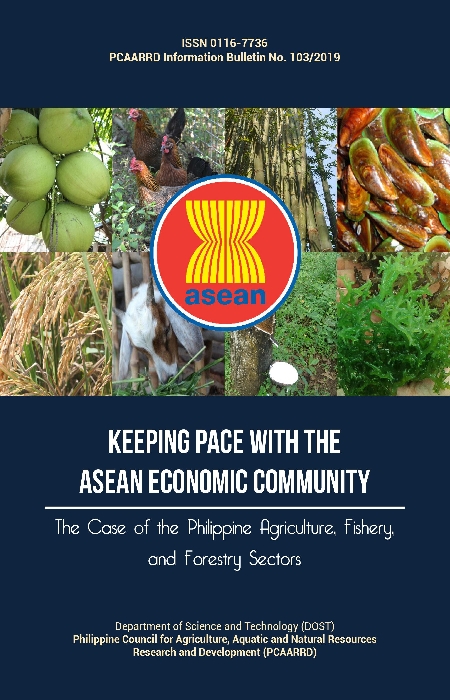 ISSN 0116-7736
PCAARRD Information Bulletin No. 103/2019
asean
KEEPING PACE WITH THE
ASEAN ECONOMIC COMMUNITY
The Case of the Philippine Agriculture, Fishery,
and Forestry Sectors
Department of Science and Technology (DOST)
Philippine Council for Agriculture, Aquatic and Natural Resources
Research and Development (PCAARRD)